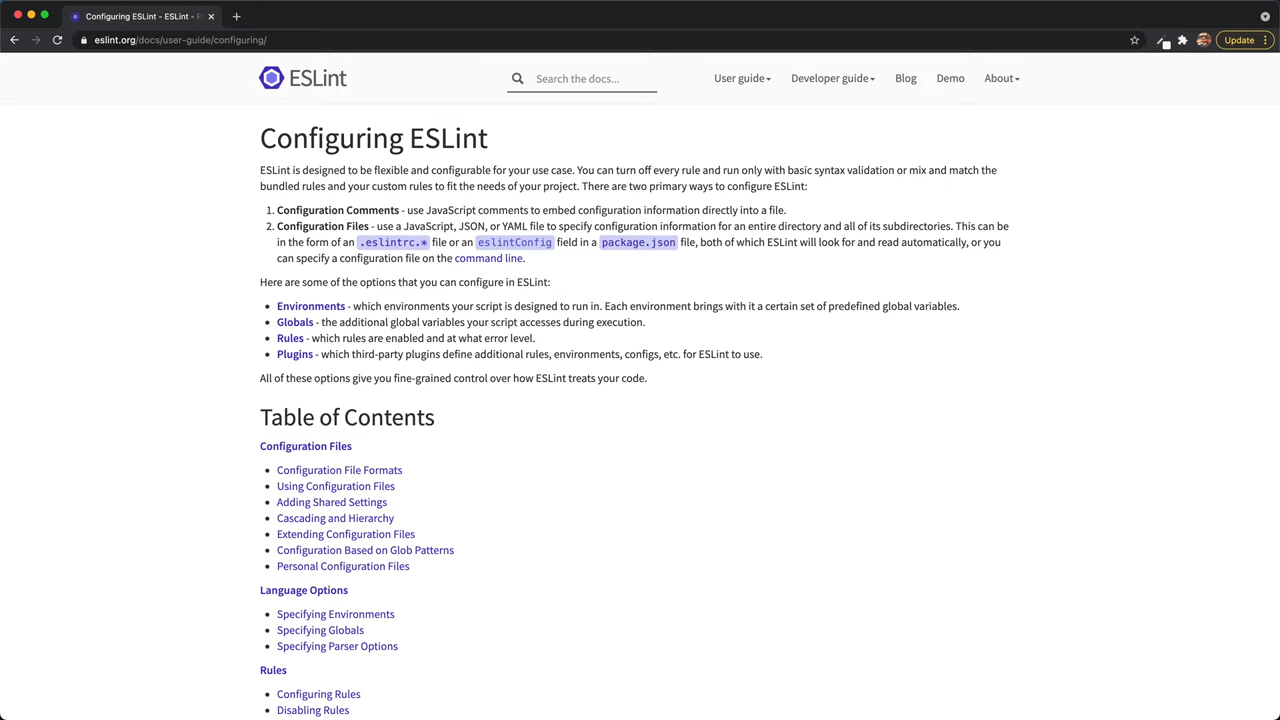 Configuring ESLint - ESLint - P
eslint.org/docs/user-guide/configuring/
Update
ESLint
Search the docs...
User guide
Developer guide
Blog
Demo
About
Configuring ESLint
ESLint is designed to be flexible and configurable for your use case. You can turn off every rule and run only with basic syntax validation or mix and match the
bundled rules and your custom rules to fit the needs of your project. There are two primary ways to configure ESLint:
1. Configuration Comments - use JavaScript comments to embed configuration information directly into a file.
2. Configuration Files - use a JavaScript, JSON, or YAML file to specify configuration information for an entire directory and all of its subdirectories. This can be
in the form of an .eslintrc.* file or an eslintConfig field in a package.json file, both of which ESLint will look for and read automatically, or you
can specify a configuration file on the command line.
Here are some of the options that you can configure in ESLint:
• Environments - which environments your script is designed to run in. Each environment brings with it a certain set of predefined global variables.
• Globals - the additional global variables your script accesses during execution.
• Rules - which rules are enabled and at what error level.
• Plugins - which third-party plugins define additional rules, environments, configs, etc. for ESLint to use.
All of these options give you fine-grained control over how ESLint treats your code.
Table of Contents
Configuration Files
• Configuration File Formats
• Using Configuration Files
• Adding Shared Settings
• Cascading and Hierarchy
• Extending Configuration Files
• Configuration Based on Glob Patterns
• Personal Configuration Files
Language Options
• Specifying Environments
• Specifying Globals
• Specifying Parser Options
Rules
• Configuring Rules
• Disabling Rules